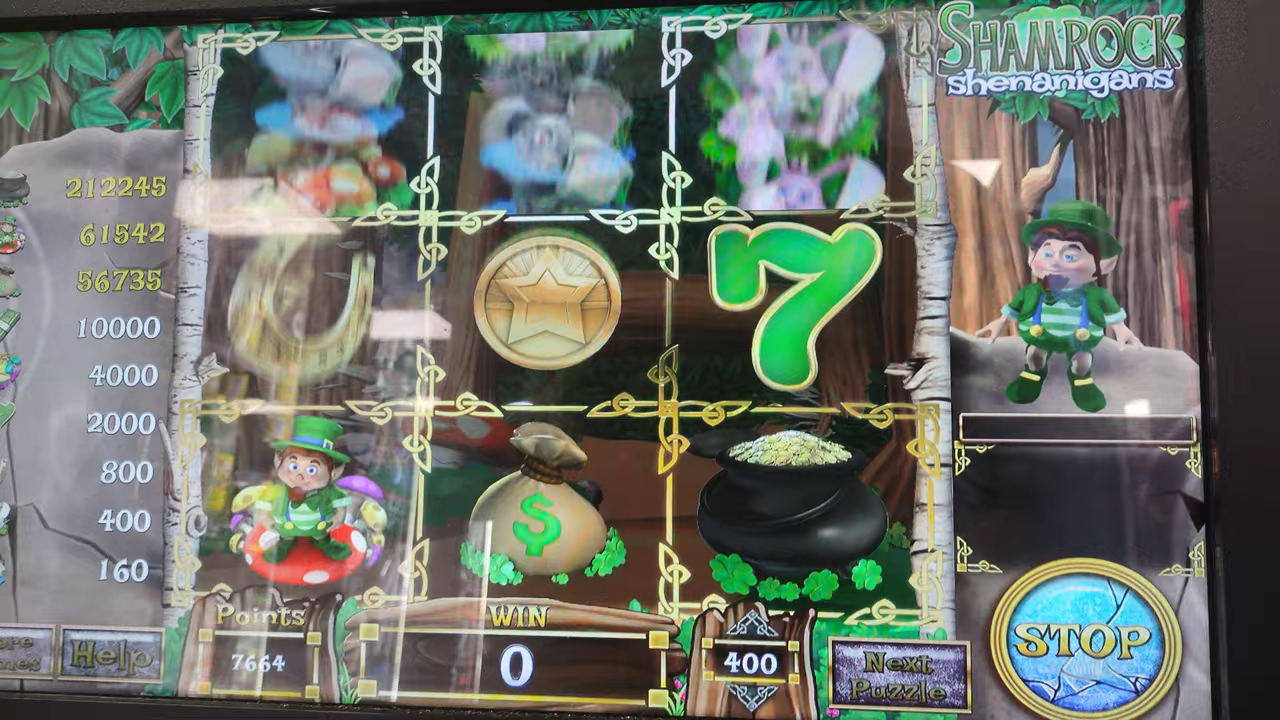 SHAMROCK
shenanigans
212245
61542
56735
10000
4000
2000
800
400
160
7
$
Points
WIN
7664
0
400
Help
Next
Puzzle
STOP